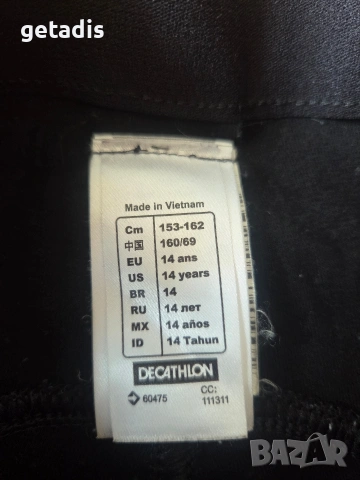 getadis
Made in Vietnam
Cm 153-162
中国 160/69
EU 14 ans
US 14 years
BR 14
RU 14 лет
MX 14 años
ID 14 Tahun
DECATHLON
60475 CC: 111311
BAZAR